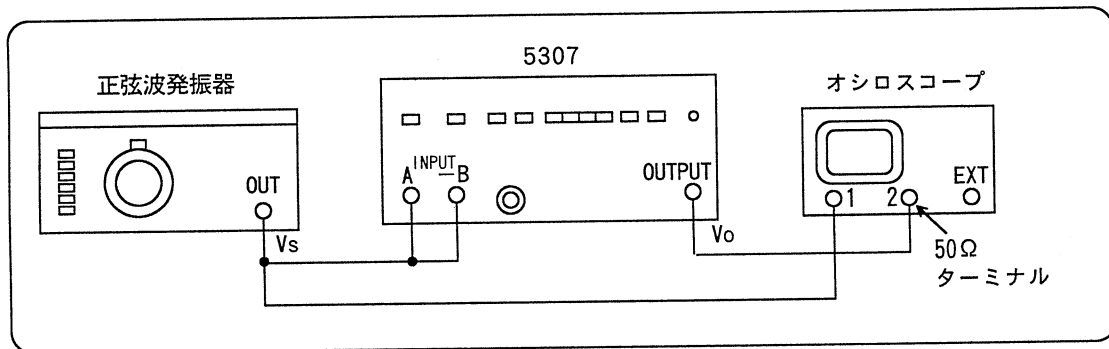 5307
正弦波発振器
オシロスコープ
OUT
A INPUT B
OUTPUT
1 2 EXT
Vs
Vo
50Ω
ターミナル